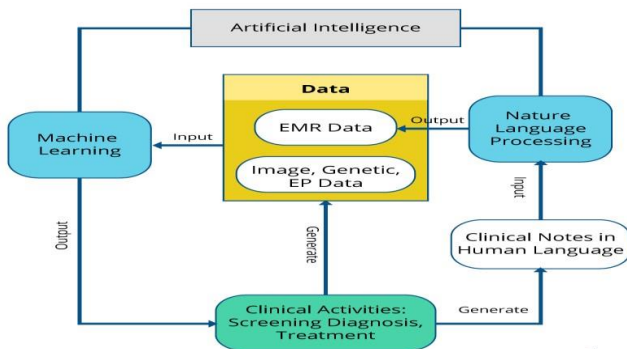 Artificial Intelligence
Data
EMR Data
Image, Genetic,
EP Data
Machine
Learning
Input
Output
Nature
Language
Processing
Input
Clinical Notes in
Human Language
Output
Generate
Clinical Activities:
Screening Diagnosis,
Treatment
Generate